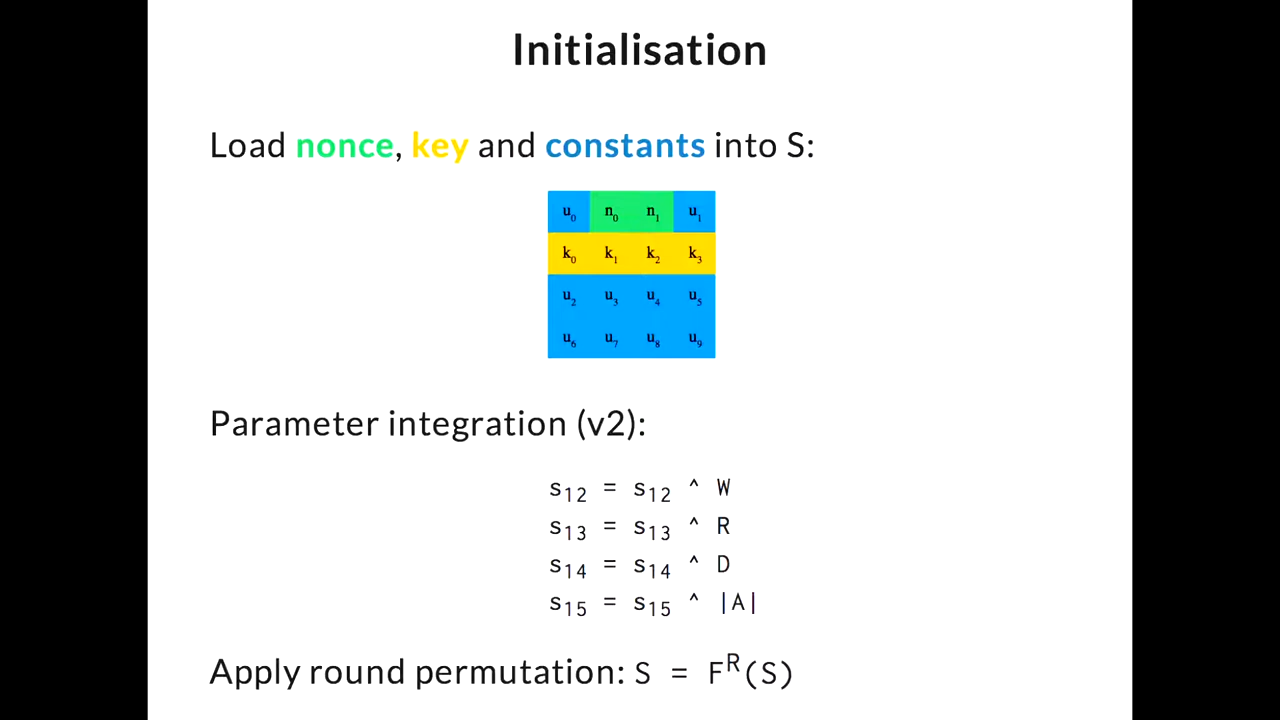 Initialisation
Load nonce, key and constants into S:
u₀ n₀ n₁ u₁
k₀ k₁ k₂ k₃
u₂ u₃ u₄ u₅
u₆ u₇ u₈ u₉
Parameter integration (v2):
s₁₂ = s₁₂ ^ W
s₁₃ = s₁₃ ^ R
s₁₄ = s₁₄ ^ D
s₁₅ = s₁₅ ^ |A|
Apply round permutation: S = Fᴿ(S)